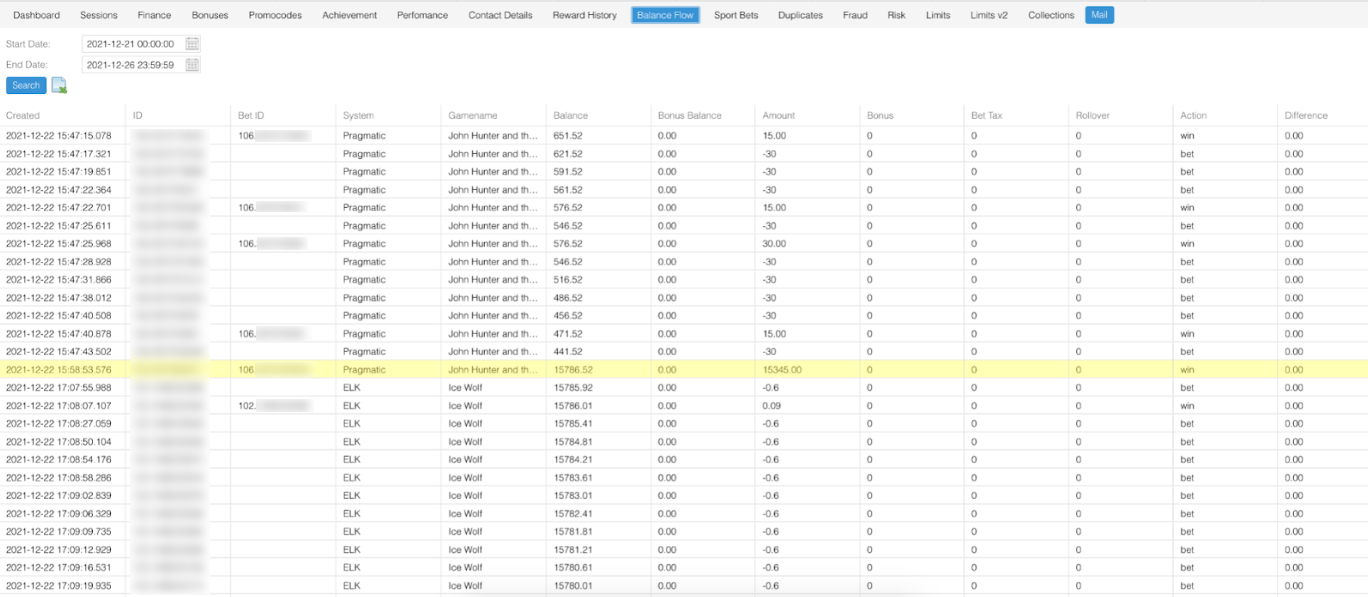 Dashboard Sessions Finance Bonuses Promocodes Achievement Perfomance Contact Details Reward History Balance Flow Sport Bets Duplicates Fraud Risk Limits Limits v2 Collections Mail
Start Date: 2021-12-21 00:00:00
End Date: 2021-12-26 23:59:59
Search
Created ID Bet ID System Gamename Balance Bonus Balance Amount Bonus Bet Tax Rollover Action Difference
2021-12-22 15:47:15.078 106. Pragmatic John Hunter and th... 651.52 0.00 15.00 0 0 0 win 0.00
2021-12-22 15:47:17.321 Pragmatic John Hunter and th... 621.52 0.00 -30 0 0 0 bet 0.00
2021-12-22 15:47:19.851 Pragmatic John Hunter and th... 591.52 0.00 -30 0 0 0 bet 0.00
2021-12-22 15:47:22.364 Pragmatic John Hunter and th... 561.52 0.00 -30 0 0 0 bet 0.00
2021-12-22 15:47:22.701 106. Pragmatic John Hunter and th... 576.52 0.00 15.00 0 0 0 win 0.00
2021-12-22 15:47:25.611 Pragmatic John Hunter and th... 546.52 0.00 -30 0 0 0 bet 0.00
2021-12-22 15:47:25.968 106. Pragmatic John Hunter and th... 576.52 0.00 30.00 0 0 0 win 0.00
2021-12-22 15:47:28.928 Pragmatic John Hunter and th... 546.52 0.00 -30 0 0 0 bet 0.00
2021-12-22 15:47:31.866 Pragmatic John Hunter and th... 516.52 0.00 -30 0 0 0 bet 0.00
2021-12-22 15:47:38.012 Pragmatic John Hunter and th... 486.52 0.00 -30 0 0 0 bet 0.00
2021-12-22 15:47:40.508 Pragmatic John Hunter and th... 456.52 0.00 -30 0 0 0 bet 0.00
2021-12-22 15:47:40.878 106. Pragmatic John Hunter and th... 471.52 0.00 15.00 0 0 0 win 0.00
2021-12-22 15:47:43.502 Pragmatic John Hunter and th... 441.52 0.00 -30 0 0 0 bet 0.00
2021-12-22 15:58:53.576 106. Pragmatic John Hunter and th... 15786.52 0.00 15345.00 0 0 0 win 0.00
2021-12-22 17:07:55.988 ELK Ice Wolf 15785.92 0.00 -0.6 0 0 0 bet 0.00
2021-12-22 17:08:07.107 102. ELK Ice Wolf 15786.01 0.00 0.09 0 0 0 win 0.00
2021-12-22 17:08:27.059 ELK Ice Wolf 15785.41 0.00 -0.6 0 0 0 bet 0.00
2021-12-22 17:08:50.104 ELK Ice Wolf 15784.81 0.00 -0.6 0 0 0 bet 0.00
2021-12-22 17:08:54.176 ELK Ice Wolf 15784.21 0.00 -0.6 0 0 0 bet 0.00
2021-12-22 17:08:58.286 ELK Ice Wolf 15783.61 0.00 -0.6 0 0 0 bet 0.00
2021-12-22 17:09:02.839 ELK Ice Wolf 15783.01 0.00 -0.6 0 0 0 bet 0.00
2021-12-22 17:09:06.329 ELK Ice Wolf 15782.41 0.00 -0.6 0 0 0 bet 0.00
2021-12-22 17:09:09.735 ELK Ice Wolf 15781.81 0.00 -0.6 0 0 0 bet 0.00
2021-12-22 17:09:12.929 ELK Ice Wolf 15781.21 0.00 -0.6 0 0 0 bet 0.00
2021-12-22 17:09:16.531 ELK Ice Wolf 15780.61 0.00 -0.6 0 0 0 bet 0.00
2021-12-22 17:09:19.935 ELK Ice Wolf 15780.01 0.00 -0.6 0 0 0 bet 0.00